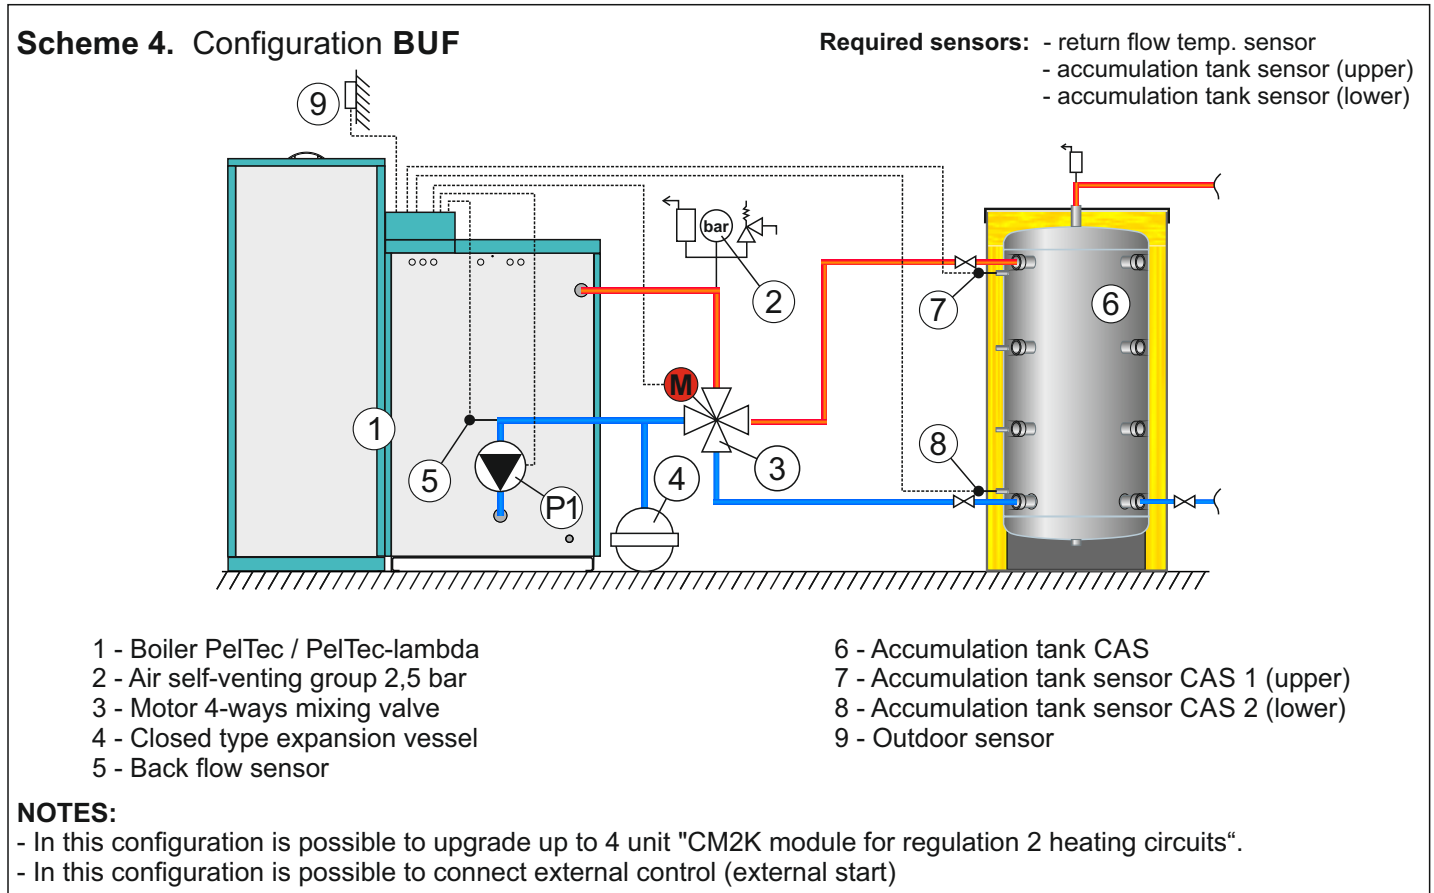 Scheme 4. Configuration BUF
Required sensors: - return flow temp. sensor
- accumulation tank sensor (upper)
- accumulation tank sensor (lower)
9
bar
2
7
6
M
1
5
P1
4
3
8
1 - Boiler PelTec / PelTec-lambda
2 - Air self-venting group 2,5 bar
3 - Motor 4-ways mixing valve
4 - Closed type expansion vessel
5 - Back flow sensor
6 - Accumulation tank CAS
7 - Accumulation tank sensor CAS 1 (upper)
8 - Accumulation tank sensor CAS 2 (lower)
9 - Outdoor sensor
NOTES:
- In this configuration is possible to upgrade up to 4 unit "CM2K module for regulation 2 heating circuits“.
- In this configuration is possible to connect external control (external start)